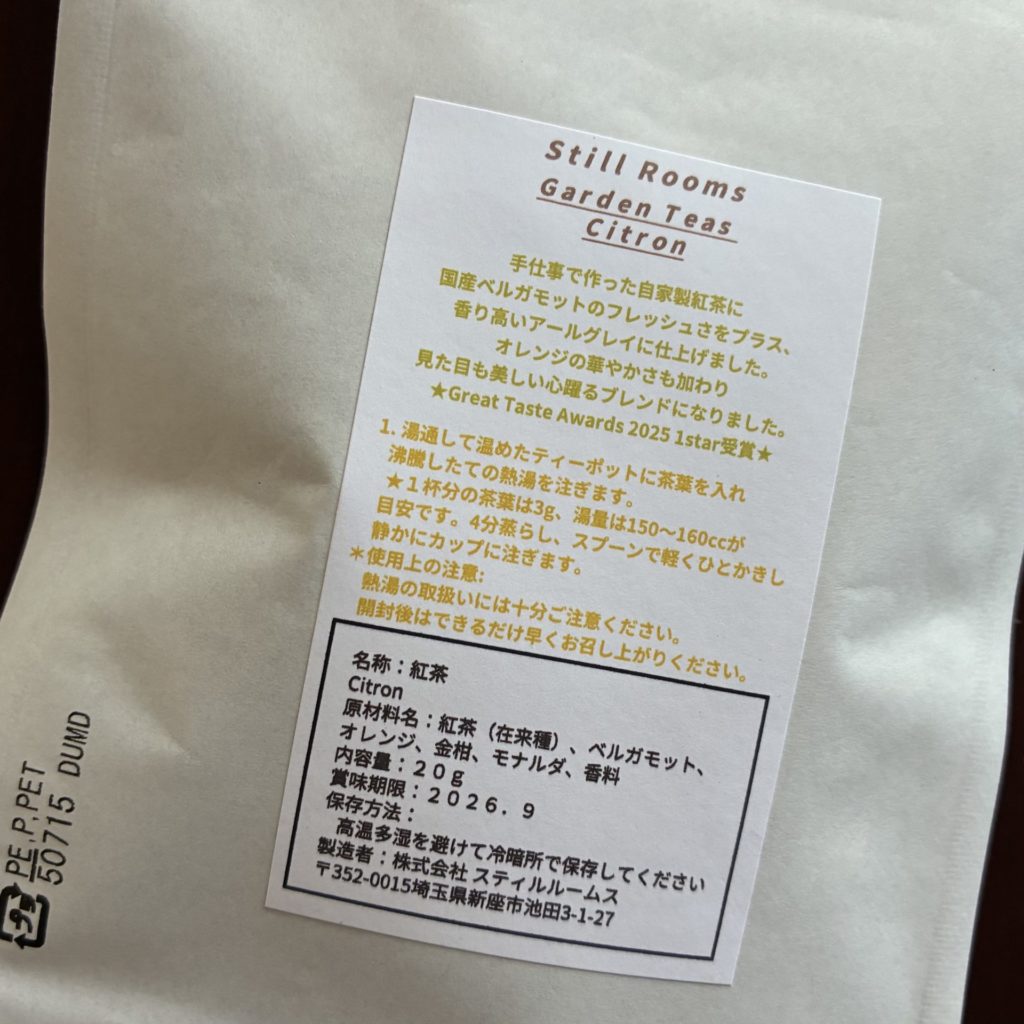 Still Rooms
Garden Teas
Citron
手仕事で作った自家製紅茶に
国産ベルガモットのフレッシュさをプラス、
香り高いアールグレイに仕上げました。
オレンジの華やかさも加わり
見た目も美しい心躍るブレンドになりました。
★Great Taste Awards 2025 1star受賞★
1. 湯通して温めたティーポットに茶葉を入れ
沸騰したての熱湯を注ぎます。
★1杯分の茶葉は3g、湯量は150〜160ccが
目安です。4分蒸らし、スプーンで軽くひとかきし
静かにカップに注ぎます。
＊使用上の注意:
熱湯の取扱いには十分ご注意ください。
開封後はできるだけ早くお召し上がりください。
名称：紅茶
Citron
原材料名：紅茶（在来種）、ベルガモット、
オレンジ、金柑、モナルダ、香料
内容量：２０ｇ
賞味期限：２０２６．９
保存方法：
高温多湿を避けて冷暗所で保存してください
製造者：株式会社 スティルルームス
〒352-0015埼玉県新座市池田3-1-27
PE,P,PET
50715 DUMD